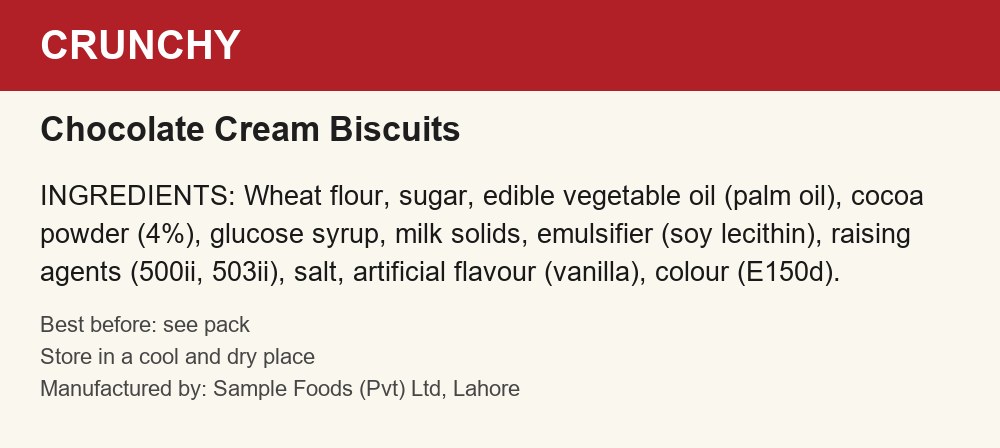 CRUNCHY
Chocolate Cream Biscuits
INGREDIENTS: Wheat flour, sugar, edible vegetable oil (palm oil), cocoa
powder (4%), glucose syrup, milk solids, emulsifier (soy lecithin), raising
agents (500ii, 503ii), salt, artificial flavour (vanilla), colour (E150d).
Best before: see pack
Store in a cool and dry place
Manufactured by: Sample Foods (Pvt) Ltd, Lahore